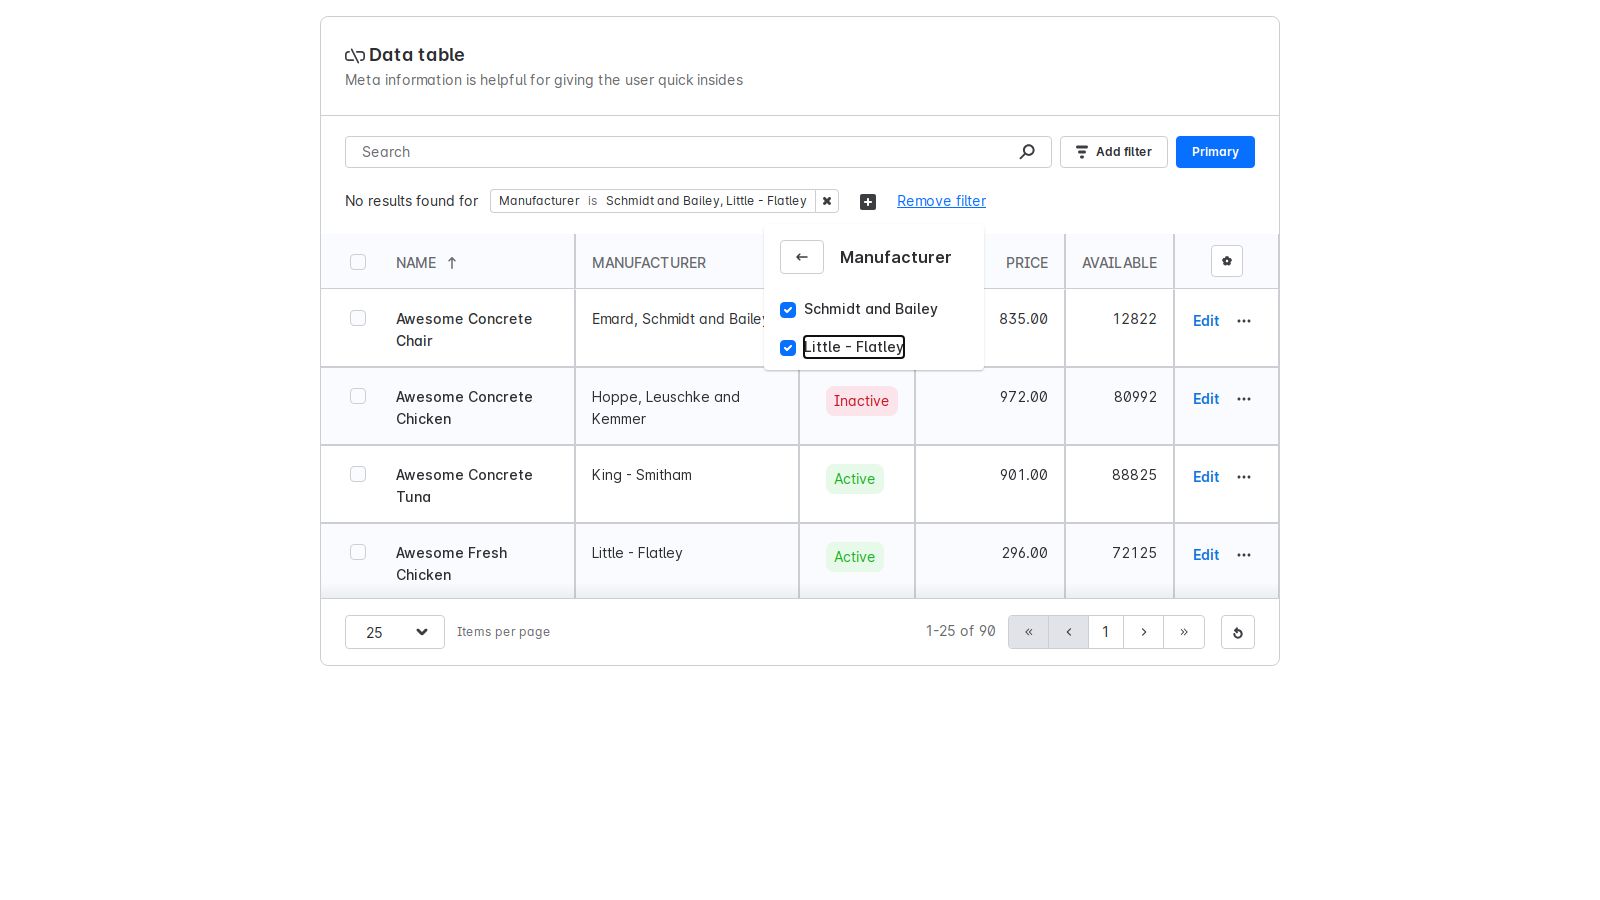 Data table
Meta information is helpful for giving the user quick insides
Search
Add filter
Primary
No results found for
Manufacturer is Schmidt and Bailey, Little - Flatley
Remove filter
NAME
MANUFACTURER
PRICE
AVAILABLE
Manufacturer
Schmidt and Bailey
Little - Flatley
Awesome Concrete
Chair
Emard, Schmidt and Bailey
835.00
12822
Edit
Awesome Concrete
Chicken
Hoppe, Leuschke and
Kemmer
Inactive
972.00
80992
Edit
Awesome Concrete
Tuna
King - Smitham
Active
901.00
88825
Edit
Awesome Fresh
Chicken
Little - Flatley
Active
296.00
72125
Edit
25
Items per page
1-25 of 90
«
‹
1
›
»